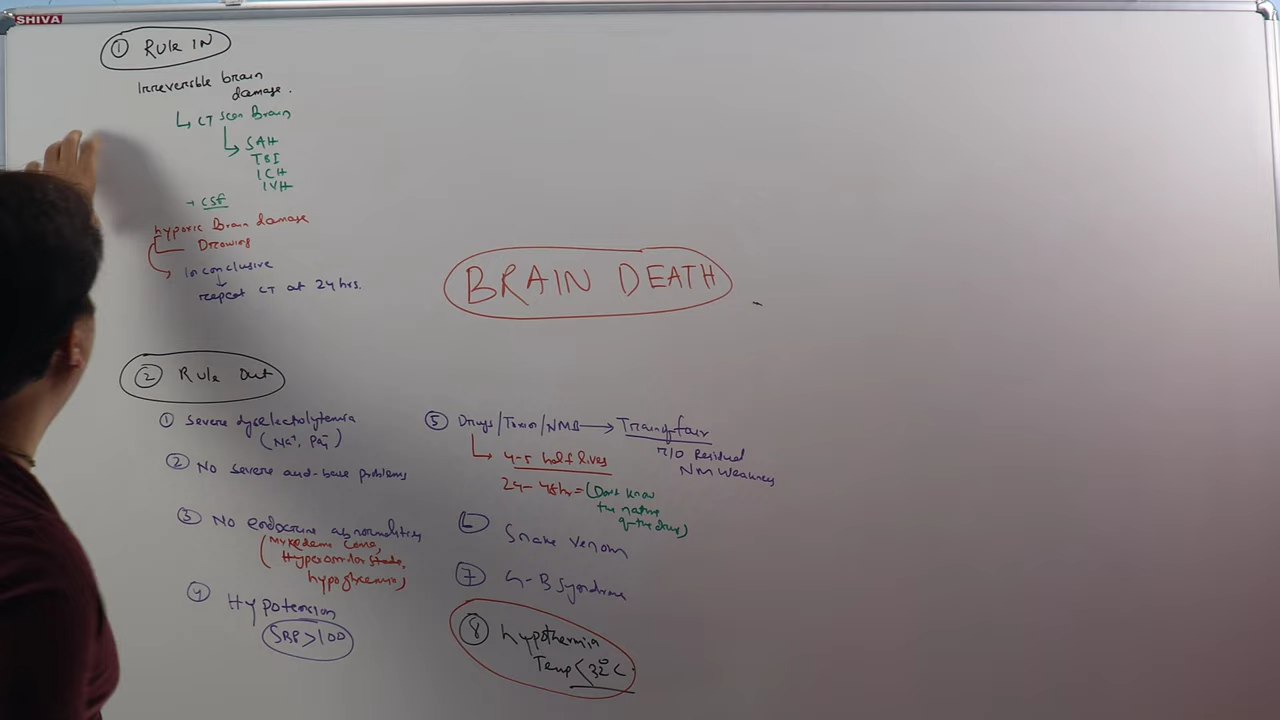 SHIVA
① Rule IN
Irreversible brain
damage.
↳ CT Scan Brain
↳ SAH
TBI
ICH
IVH
→ CSF
hypoxic Brain damage
Drowing
Inconclusive
↓
repeat CT at 24 hrs.
BRAIN DEATH
② Rule Out
① Severe dyselectrolytemia
(Na⁺,
② No severe acid-base problems
③ No endocrine abnormalities
(Myxedema Coma,
Hyperosmolar State,
hypoglycemia)
④ Hypotension
SBP > 100
⑤ Drugs/Toxin/NMB → Train-of-four
r/o Residual
NM Weakness
↳ 4-5 half lives
24-48hr = (Dont know
the nature
of the drug)
6 Snake venom
⑦ G-B Syndrome
⑧ hypothermia
Temp < 32°C